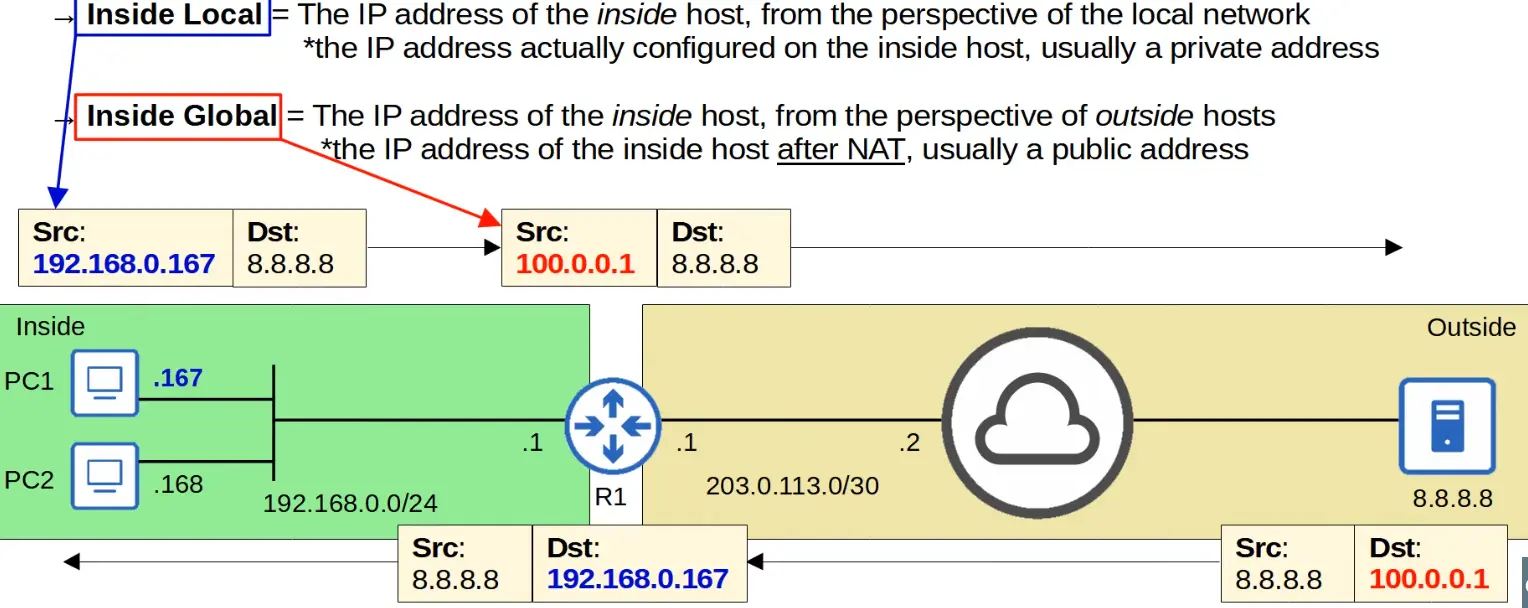 → Inside Local = The IP address of the inside host, from the perspective of the local network
*the IP address actually configured on the inside host, usually a private address
→ Inside Global = The IP address of the inside host, from the perspective of outside hosts
*the IP address of the inside host after NAT, usually a public address
Src: Dst:
192.168.0.167 8.8.8.8
Src: Dst:
100.0.0.1 8.8.8.8
Inside
Outside
PC1
.167
PC2
.168
192.168.0.0/24
.1
R1
.1
.2
203.0.113.0/30
8.8.8.8
Src: Dst:
8.8.8.8 192.168.0.167
Src: Dst:
8.8.8.8 100.0.0.1